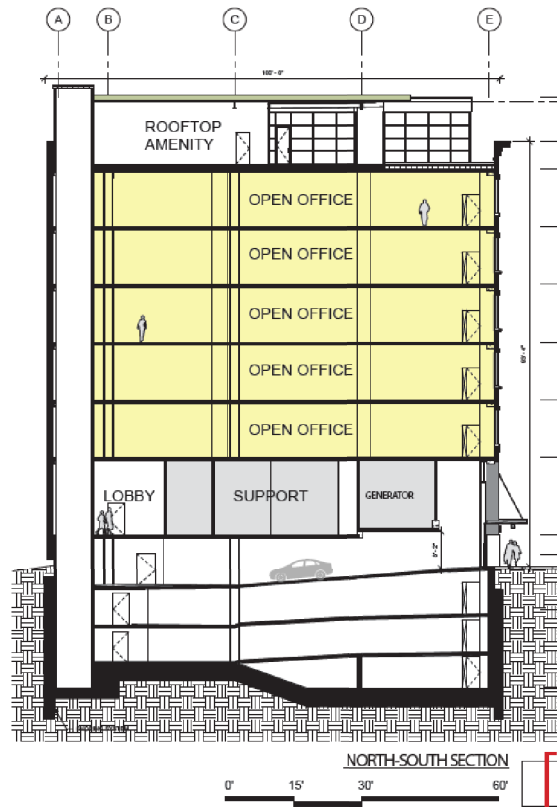 A B C D E
ROOFTOP
AMENITY
OPEN OFFICE
OPEN OFFICE
OPEN OFFICE
OPEN OFFICE
OPEN OFFICE
LOBBY SUPPORT GENERATOR
NORTH-SOUTH SECTION
0' 15' 30' 60'